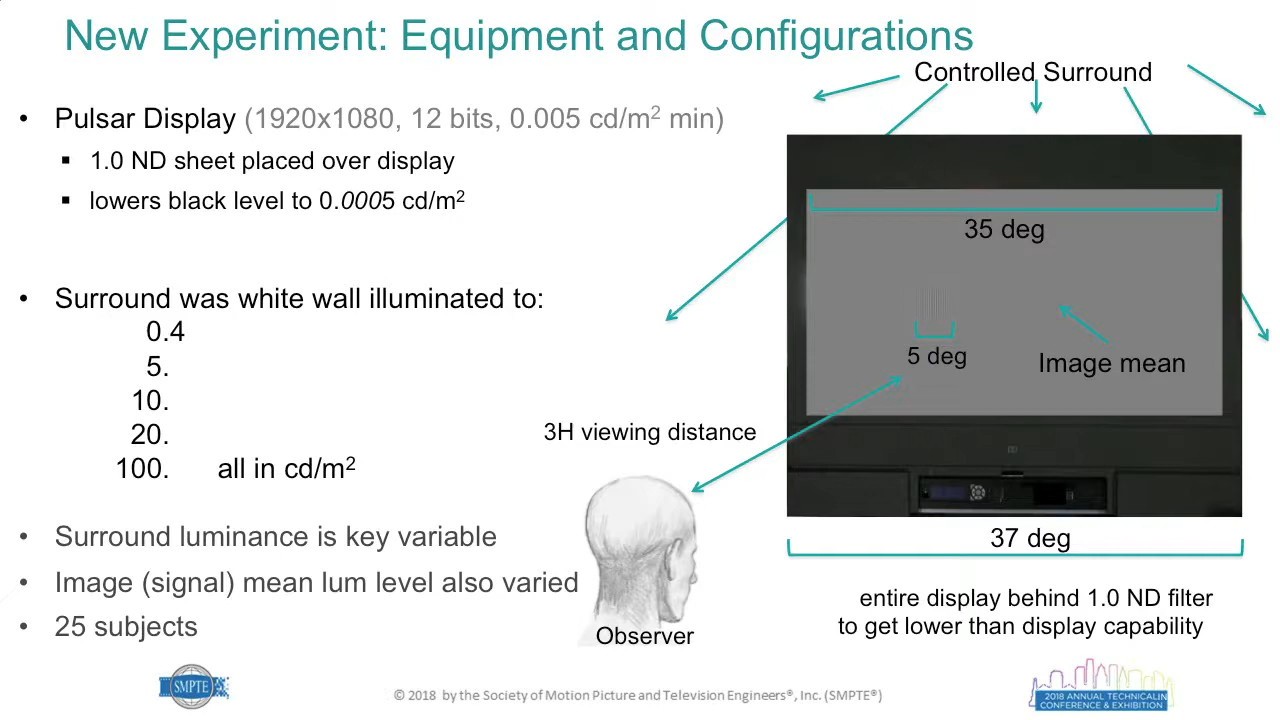 New Experiment: Equipment and Configurations
Controlled Surround
• Pulsar Display (1920x1080, 12 bits, 0.005 cd/m² min)
▪ 1.0 ND sheet placed over display
▪ lowers black level to 0.0005 cd/m²
35 deg
• Surround was white wall illuminated to:
0.4
5.
10.
20.
100. all in cd/m²
5 deg
Image mean
3H viewing distance
37 deg
• Surround luminance is key variable
• Image (signal) mean lum level also varied
• 25 subjects
Observer
entire display behind 1.0 ND filter
to get lower than display capability
SMPTE
© 2018 by the Society of Motion Picture and Television Engineers®, Inc. (SMPTE®)
2018 ANNUAL TECHNICAL
CONFERENCE & EXHIBITION